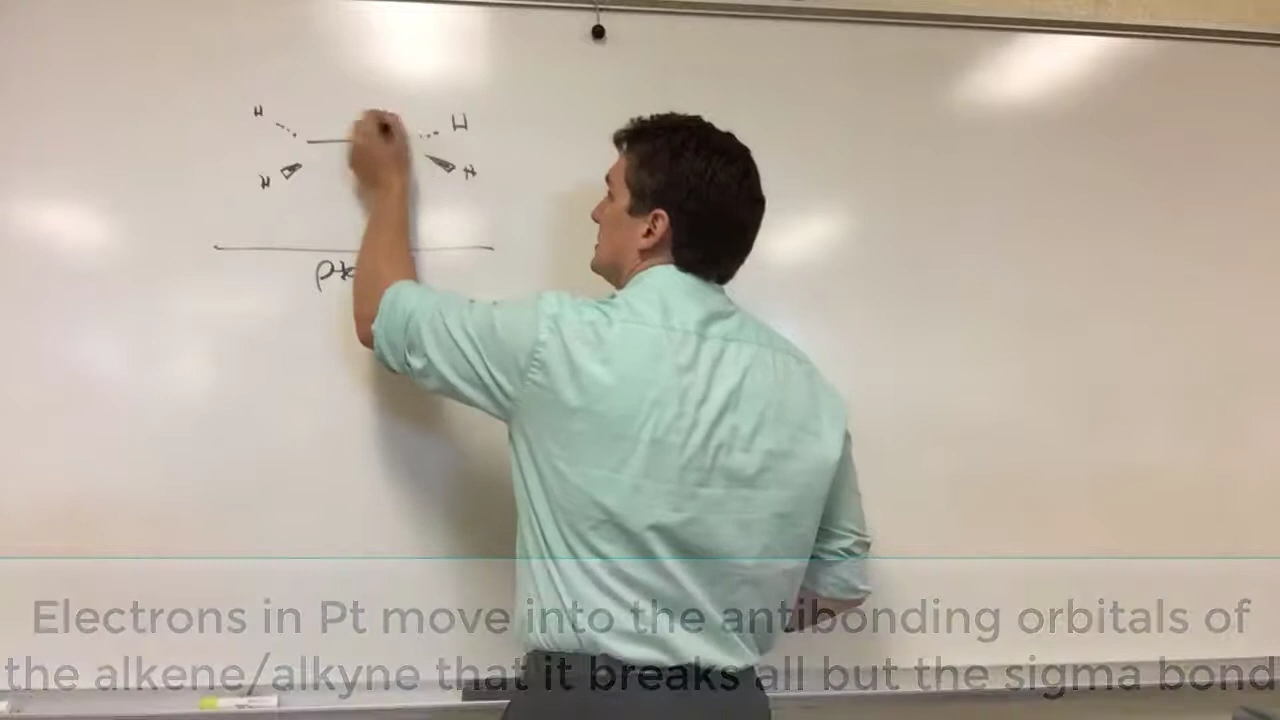 H H
H H
Electrons in Pt move into the antibonding orbitals of
the alkene/alkyne that it breaks all but the sigma bond